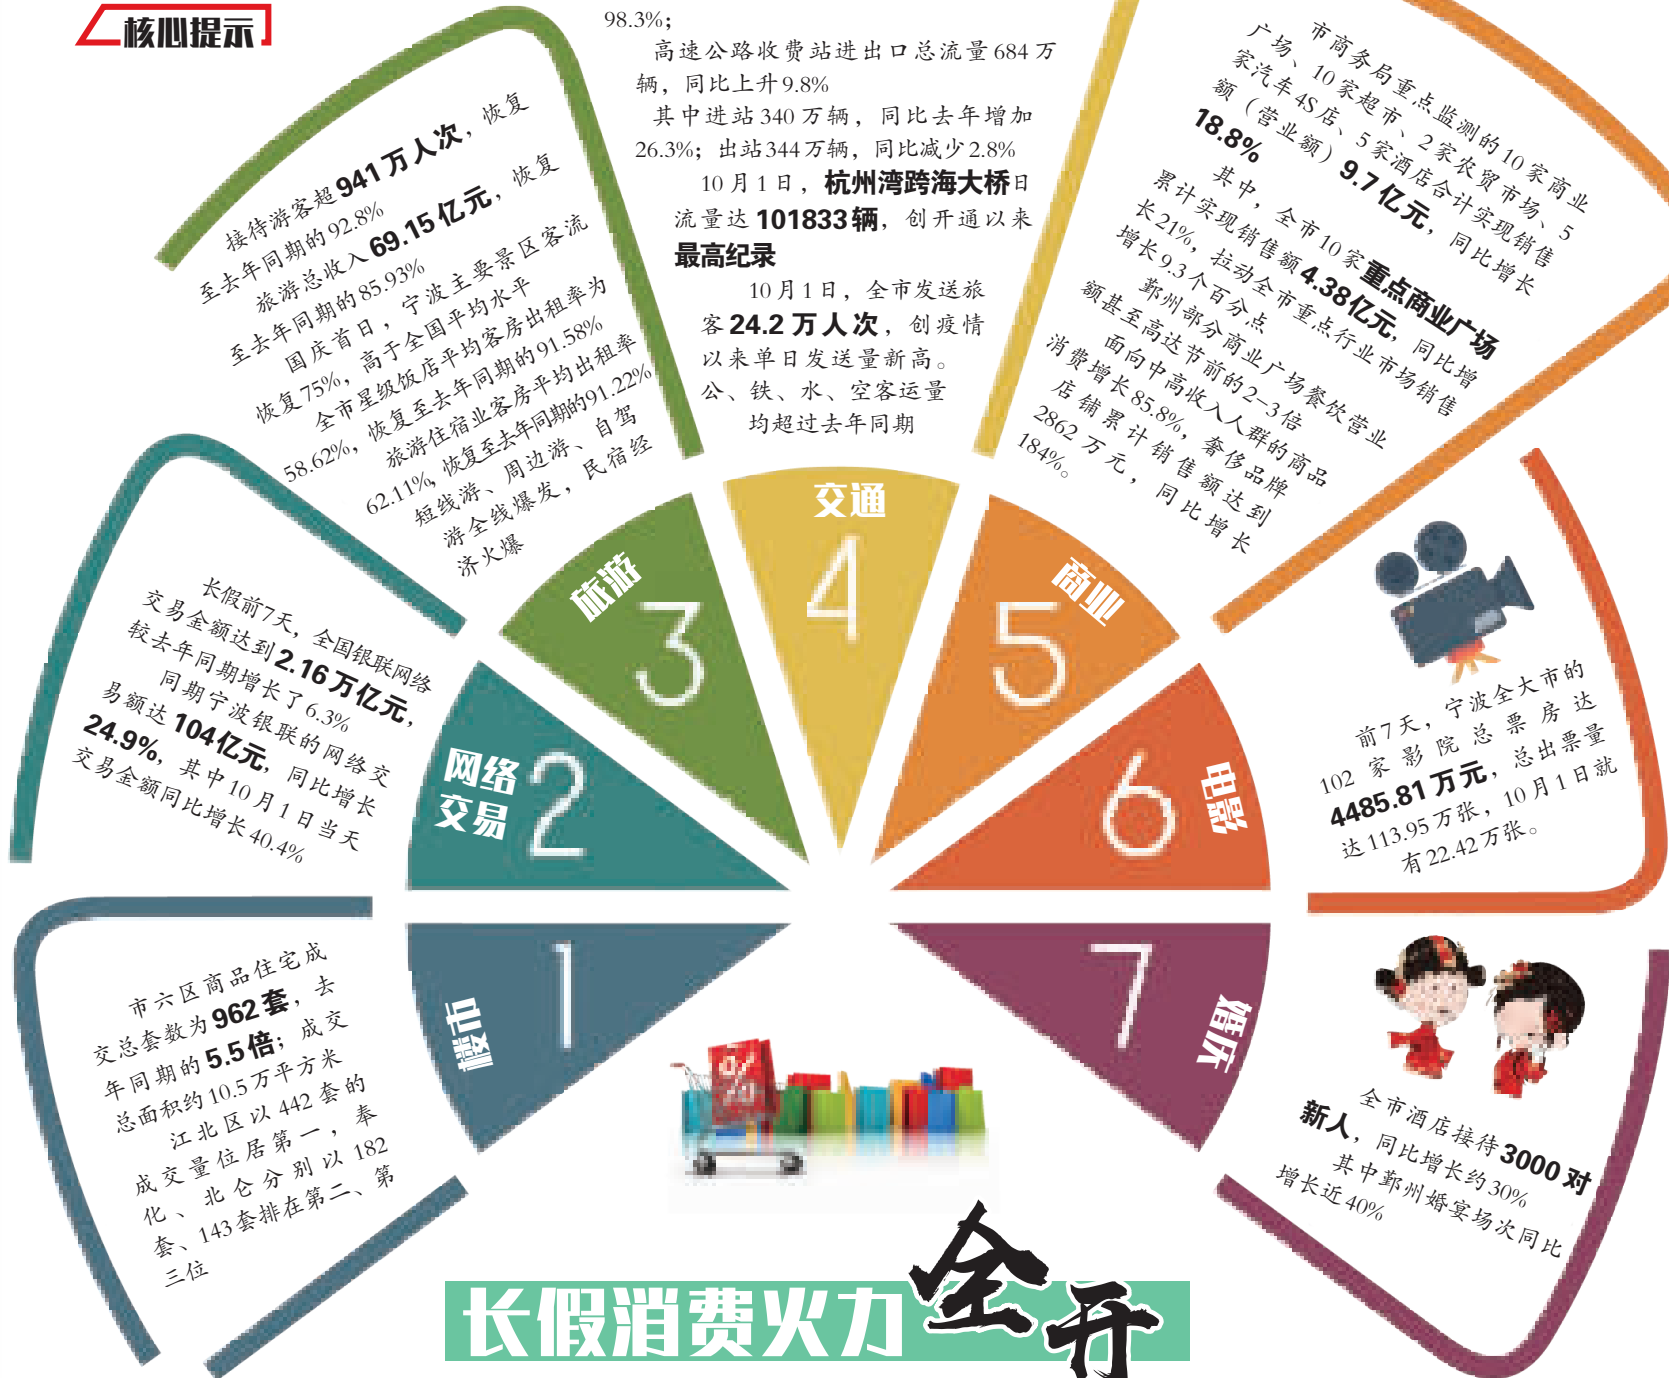 核心提示
市六区商品住宅成
交总套数为962套，去
年同期的5.5倍；成交
总面积约10.5万平方米
江北区以442套的
成交量位居第一，奉
化、北仑分别以182
套、143套排在第二、第
三位
楼市
1
长假前7天，全国银联网络
交易金额达到2.16万亿元，
较去年同期增长了6.3%
同期宁波银联的网络交
易额达104亿元，同比增长
24.9%，其中10月1日当天
交易金额同比增长40.4%
网络
交易
2
接待游客超941万人次，恢复
至去年同期的92.8%
旅游总收入69.15亿元，恢复
至去年同期的85.93%
国庆首日，宁波主要景区客流
恢复75%，高于全国平均水平
全市星级饭店平均客房出租率为
58.62%，恢复至去年同期的91.58%
旅游住宿业客房平均出租率
62.11%，恢复至去年同期的91.22%
短线游、周边游、自驾
游全线爆发，民宿经
济火爆
旅游
3
98.3%；
高速公路收费站进出口总流量684万
辆，同比上升9.8%
其中进站340万辆，同比去年增加
26.3%；出站344万辆，同比减少2.8%
10月1日，杭州湾跨海大桥日
流量达101833辆，创开通以来
最高纪录
10月1日，全市发送旅
客24.2万人次，创疫情
以来单日发送量新高。
公、铁、水、空客运量
均超过去年同期
交通
4
市商务局重点监测的10家商业
广场、10家超市、2家农贸市场、5
家汽车4S店、5家酒店合计实现销售
额（营业额）9.7亿元，同比增长
18.8%
其中，全市10家重点商业广场
累计实现销售额4.38亿元，同比增
长21%，拉动全市重点行业市场销售
增长9.3个百分点
鄞州部分商业广场餐饮营业
额甚至高达节前的2-3倍
面向中高收入人群的商品
消费增长85.8%，奢侈品牌
店铺累计销售额达到
2862万元，同比增长
184%。
商业
5
前7天，宁波全大市的
102家影院总票房达
4485.81万元，总出票量
达113.95万张，10月1日就
有22.42万张。
电影
6
全市酒店接待3000对
新人，同比增长约30%
其中鄞州婚宴场次同比
增长近40%
婚庆
7
长假消费火力全开